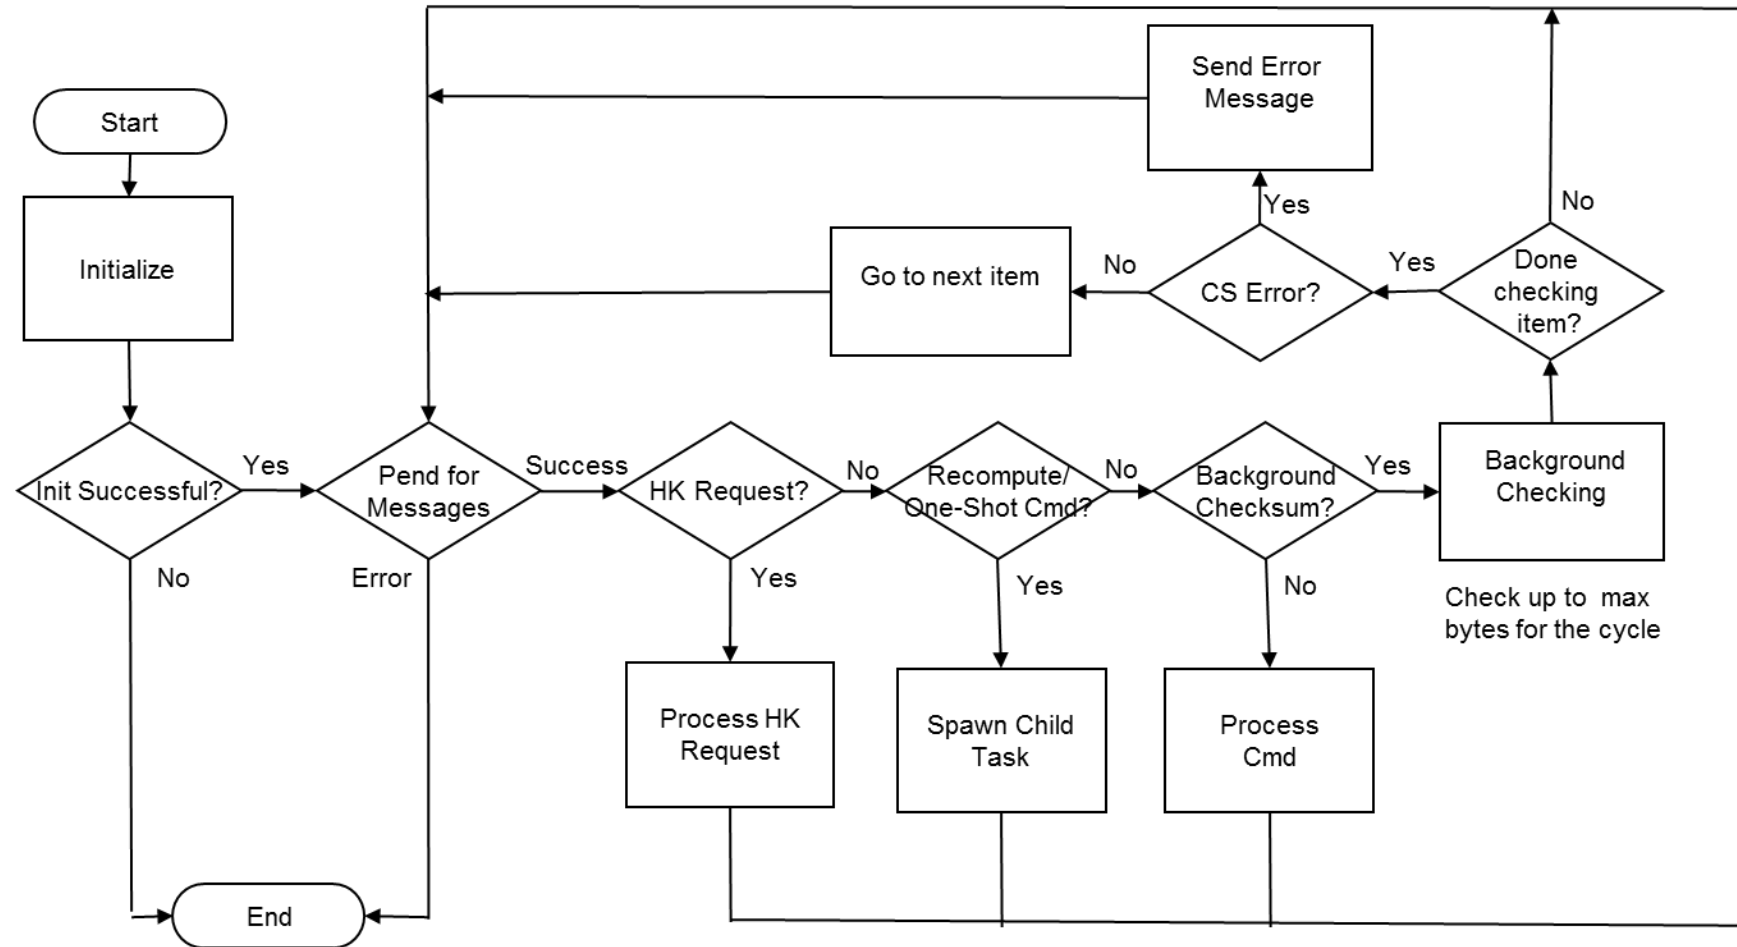 Send Error
Message
Start
Yes
No
Initialize
Go to next item
No
CS Error?
Yes
Done
checking
item?
Init Successful?
Yes
Pend for
Messages
Success
HK Request?
No
Recompute/
One-Shot Cmd?
No
Background
Checksum?
Yes
Background
Checking
No
Error
Yes
Yes
No
Check up to  max
bytes for the cycle
Process HK
Request
Spawn Child
Task
Process
Cmd
End